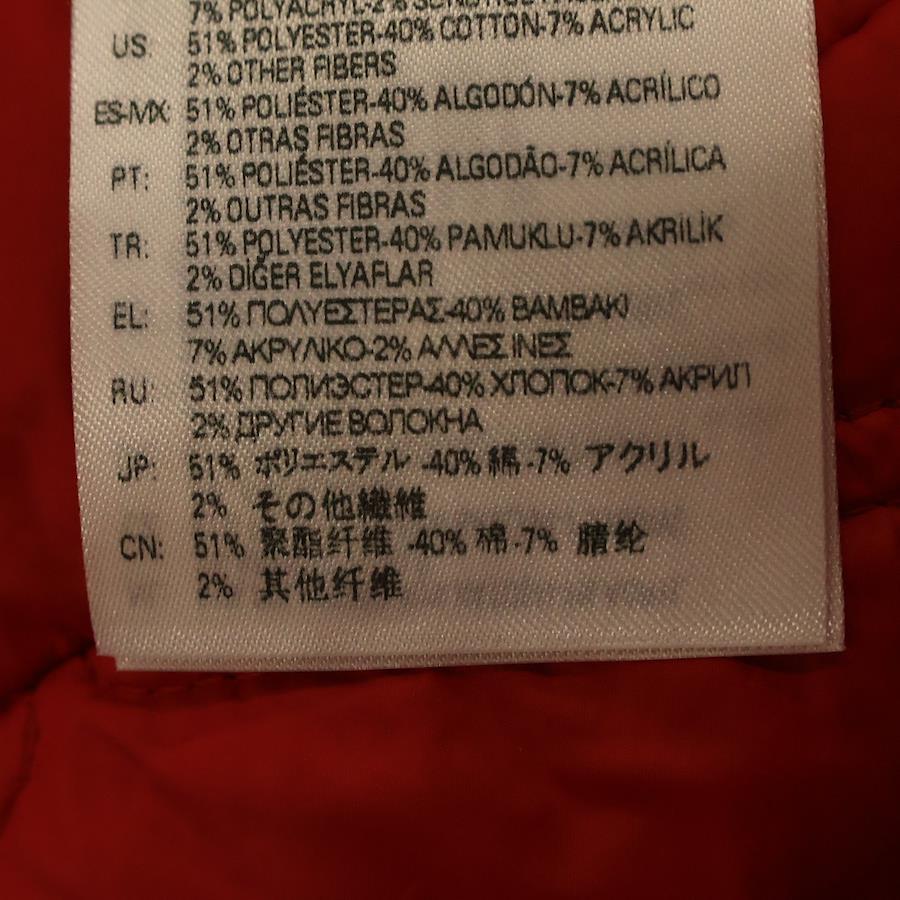 7% POLYACRYL-2%
US: 51% POLYESTER-40% COTTON-7% ACRYLIC
2% OTHER FIBERS
ES-MX: 51% POLIÉSTER-40% ALGODÓN-7% ACRÍLICO
2% OTRAS FIBRAS
PT: 51% POLIÉSTER-40% ALGODÃO-7% ACRÍLICA
2% OUTRAS FIBRAS
TR: 51% POLYESTER-40% PAMUKLU-7% AKRİLİK
2% DİĞER ELYAFLAR
EL: 51% ΠΟΛΥΕΣΤΕΡΑΣ-40% ΒΑΜΒΑΚΙ
7% ΑΚΡΥΛΙΚΟ-2% ΑΛΛΕΣ ΙΝΕΣ
RU: 51% ПОЛИЭСТЕР-40% ХЛОПОК-7% АКРИЛ
2% ДРУГИЕ ВОЛОКНА
JP: 51% ポリエステル -40% 綿 -7% アクリル
2% その他繊維
CN: 51% 聚酯纤维 -40% 棉 -7% 腈纶
2% 其他纤维